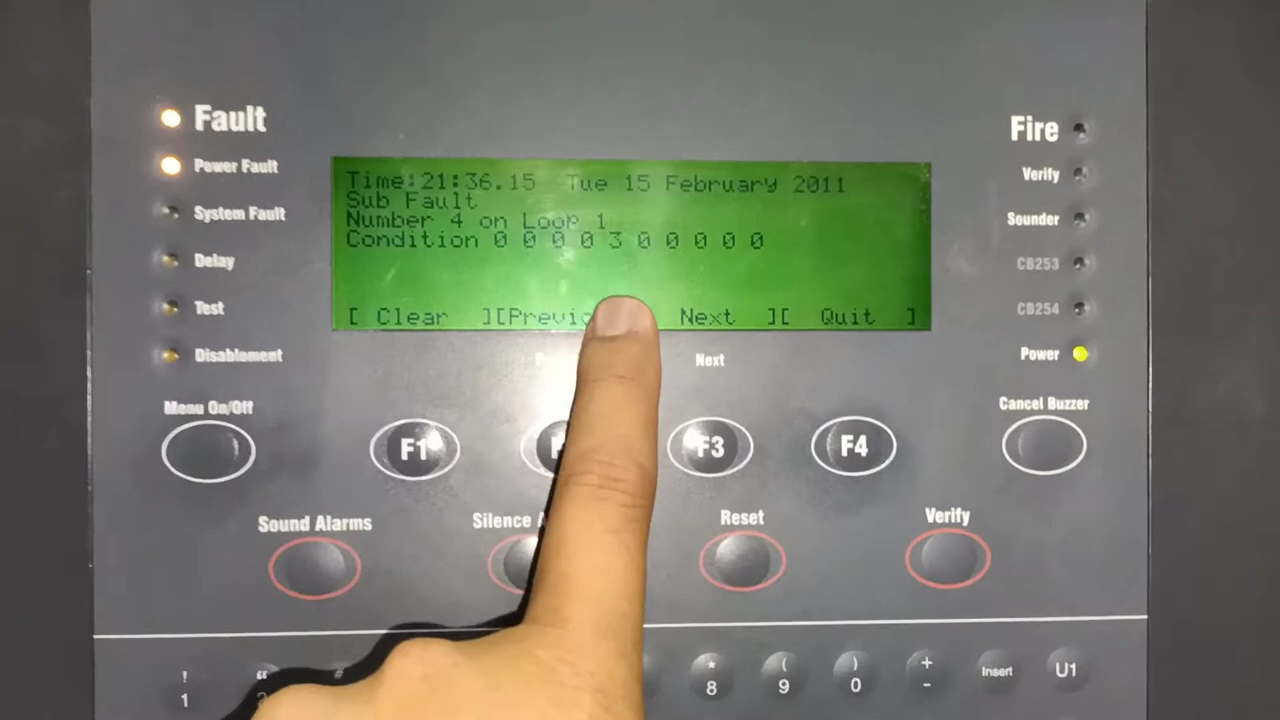 Fault
Power Fault
System Fault
Delay
Test
Disablement
Time:21:36.15 Tue 15 February 2011
Sub Fault
Number 4 on Loop 1
Condition 0 0 0 0 3 0 0 0 0 0
[ Clear ][ Next ][ Quit ]
Next
Fire
Verify
Sounder
CB253
CB254
Power
Menu On/Off
F1
F3
F4
Cancel Buzzer
Sound Alarms
Silence
Reset
Verify
! " # * ( ) +
1 8 9 0 - Insert U1